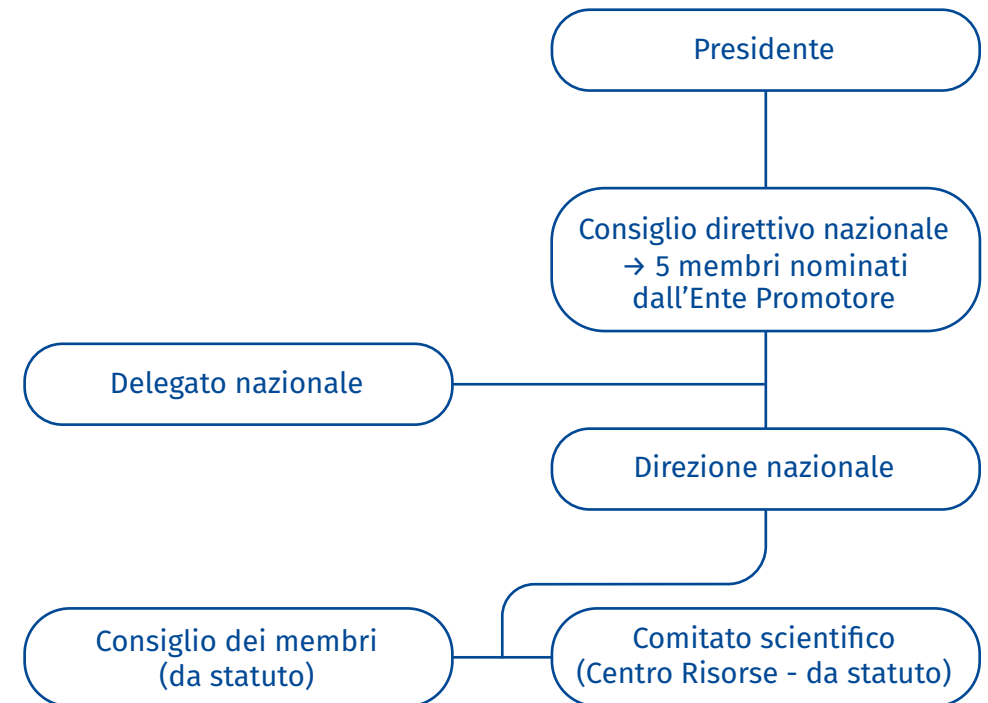 Presidente
Consiglio direttivo nazionale
→ 5 membri nominati
dall’Ente Promotore
Delegato nazionale
Direzione nazionale
Consiglio dei membri
(da statuto)
Comitato scientifico
(Centro Risorse - da statuto)